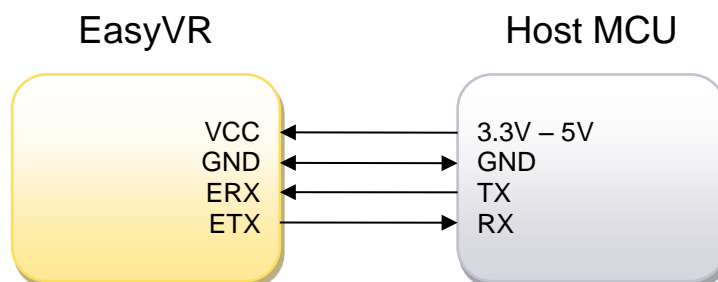 EasyVR
Host MCU
VCC
GND
ERX
ETX
3.3V – 5V
GND
TX
RX